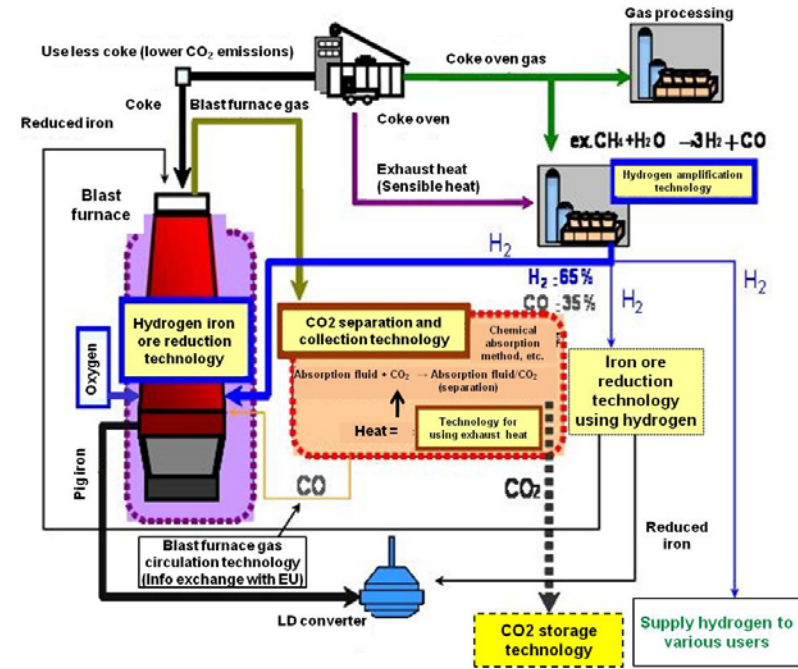 Gas processing
Use less coke (lower CO₂ emissions)
Coke oven gas
Coke
Blast furnace gas
Reduced iron
Coke oven
ex.CH₄+H₂O →3H₂+CO
Exhaust heat
(Sensible heat)
Hydrogen amplification
technology
Blast
furnace
H₂
H₂ :65%
CO :35%
H₂
H₂
CO2 separation and
collection technology
Chemical
absorption
method, etc.
Hydrogen iron
ore reduction
technology
Oxygen
Absorption fluid + CO₂ → Absorption fluid/CO₂
(separation)
Iron ore
reduction
technology
using hydrogen
Heat =
Technology for
using exhaust heat
Pig iron
CO
CO₂
Reduced
iron
Blast furnace gas
circulation technology
(Info exchange with EU)
LD converter
CO2 storage
technology
Supply hydrogen to
various users